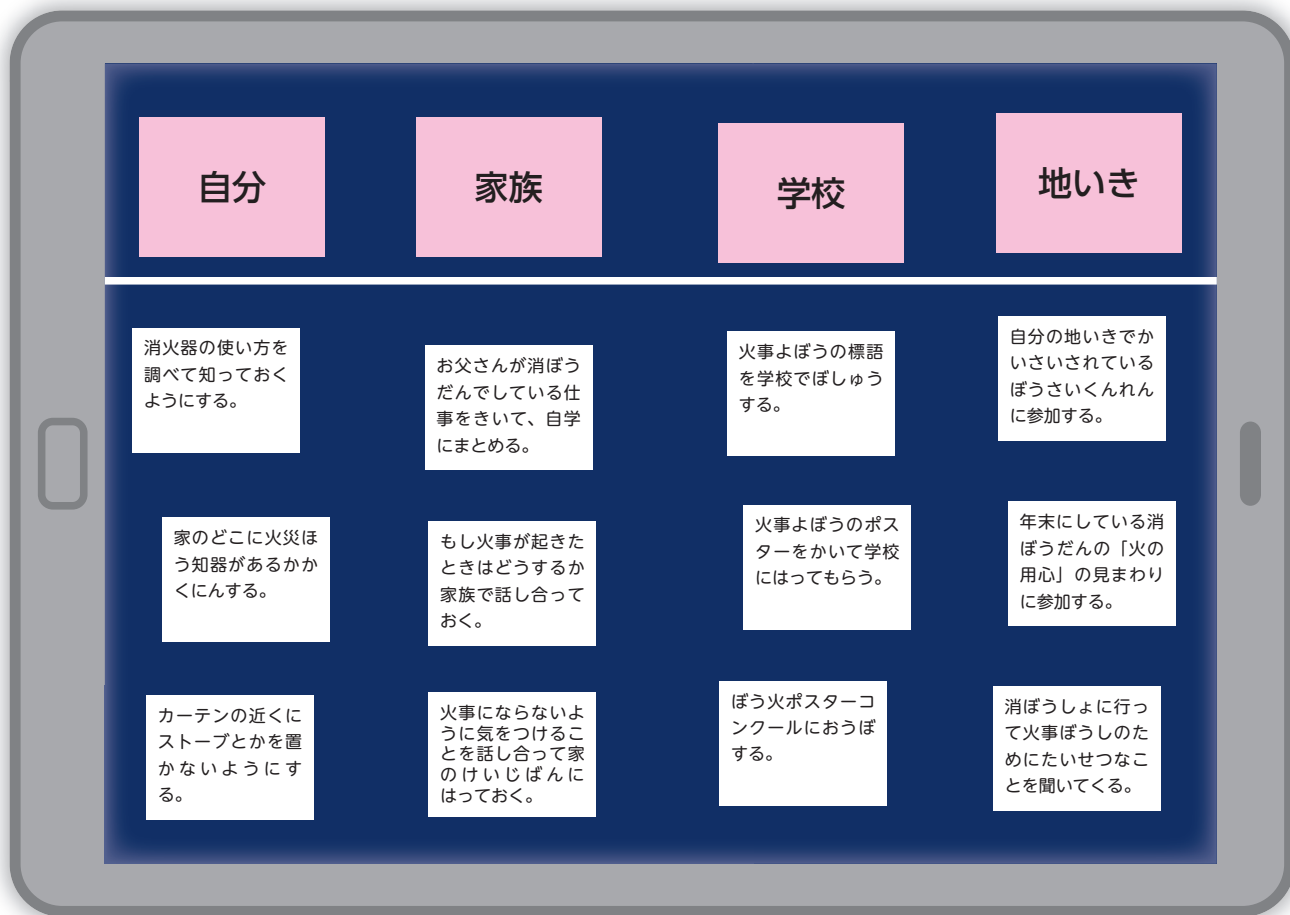 自分
家族
学校
地いき
消火器の使い方を
調べて知っておく
ようにする。
家のどこに火災ほ
う知器があるかか
くにんする。
カーテンの近くに
ストーブとかを置
かないようにす
る。
お父さんが消ぼう
だんでしている仕
事をきいて、自学
にまとめる。
もし火事が起きた
ときはどうするか
家族で話し合って
おく。
火事にならないよ
うに気をつけるこ
とを話し合って家
のけいじばんに
はっておく。
火事よぼうの標語
を学校でぼしゅう
する。
火事よぼうのポス
ターをかいて学校
にはってもらう。
ぼう火ポスターコ
ンクールにおうぼ
する。
自分の地いきでか
いさいされている
ぼうさいくんれん
に参加する。
年末にしている消
ぼうだんの「火の
用心」の見まわり
に参加する。
消ぼうしょに行っ
て火事ぼうしのた
めにたいせつなこ
とを聞いてくる。